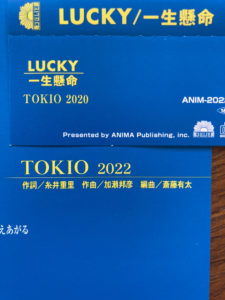 LUCKY/一生懸命
LUCKY
一生懸命
TOKIO 2020
ANIM-202
Presented by ANIMA Publishing, inc.
TOKIO 2022
作詞/糸井重里 作曲/加瀬邦彦 編曲/斎藤有太
えあがる